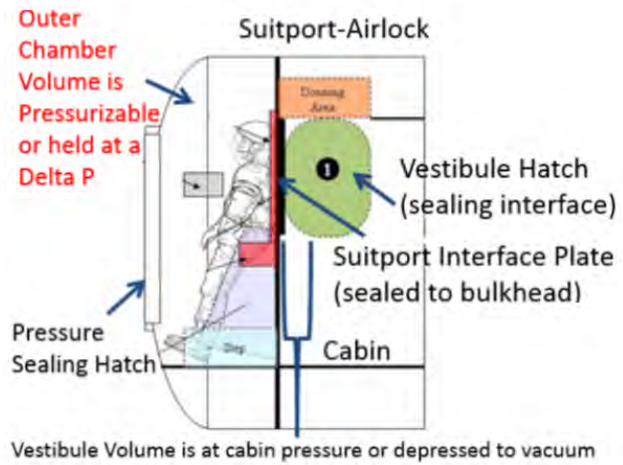 Outer
Chamber
Volume is
Pressurizable
or held at a
Delta P
Suitport-Airlock
Donning
Area
1
Vestibule Hatch
(sealing interface)
Suitport Interface Plate
(sealed to bulkhead)
Pressure
Sealing Hatch
Cabin
Vestibule Volume is at cabin pressure or depressed to vacuum